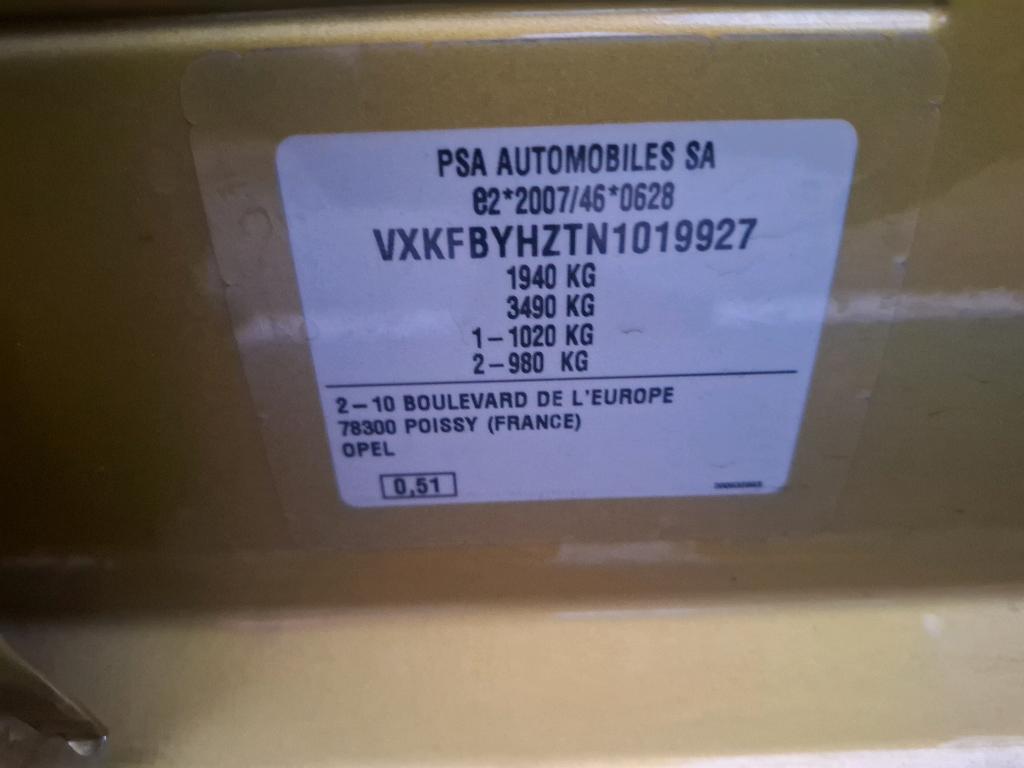 PSA AUTOMOBILES SA
e2*2007/46*0628
VXKFBYHZTN1019927
1940 KG
3490 KG
1-1020 KG
2-980 KG
2-10 BOULEVARD DE L'EUROPE
78300 POISSY (FRANCE)
OPEL
0,51